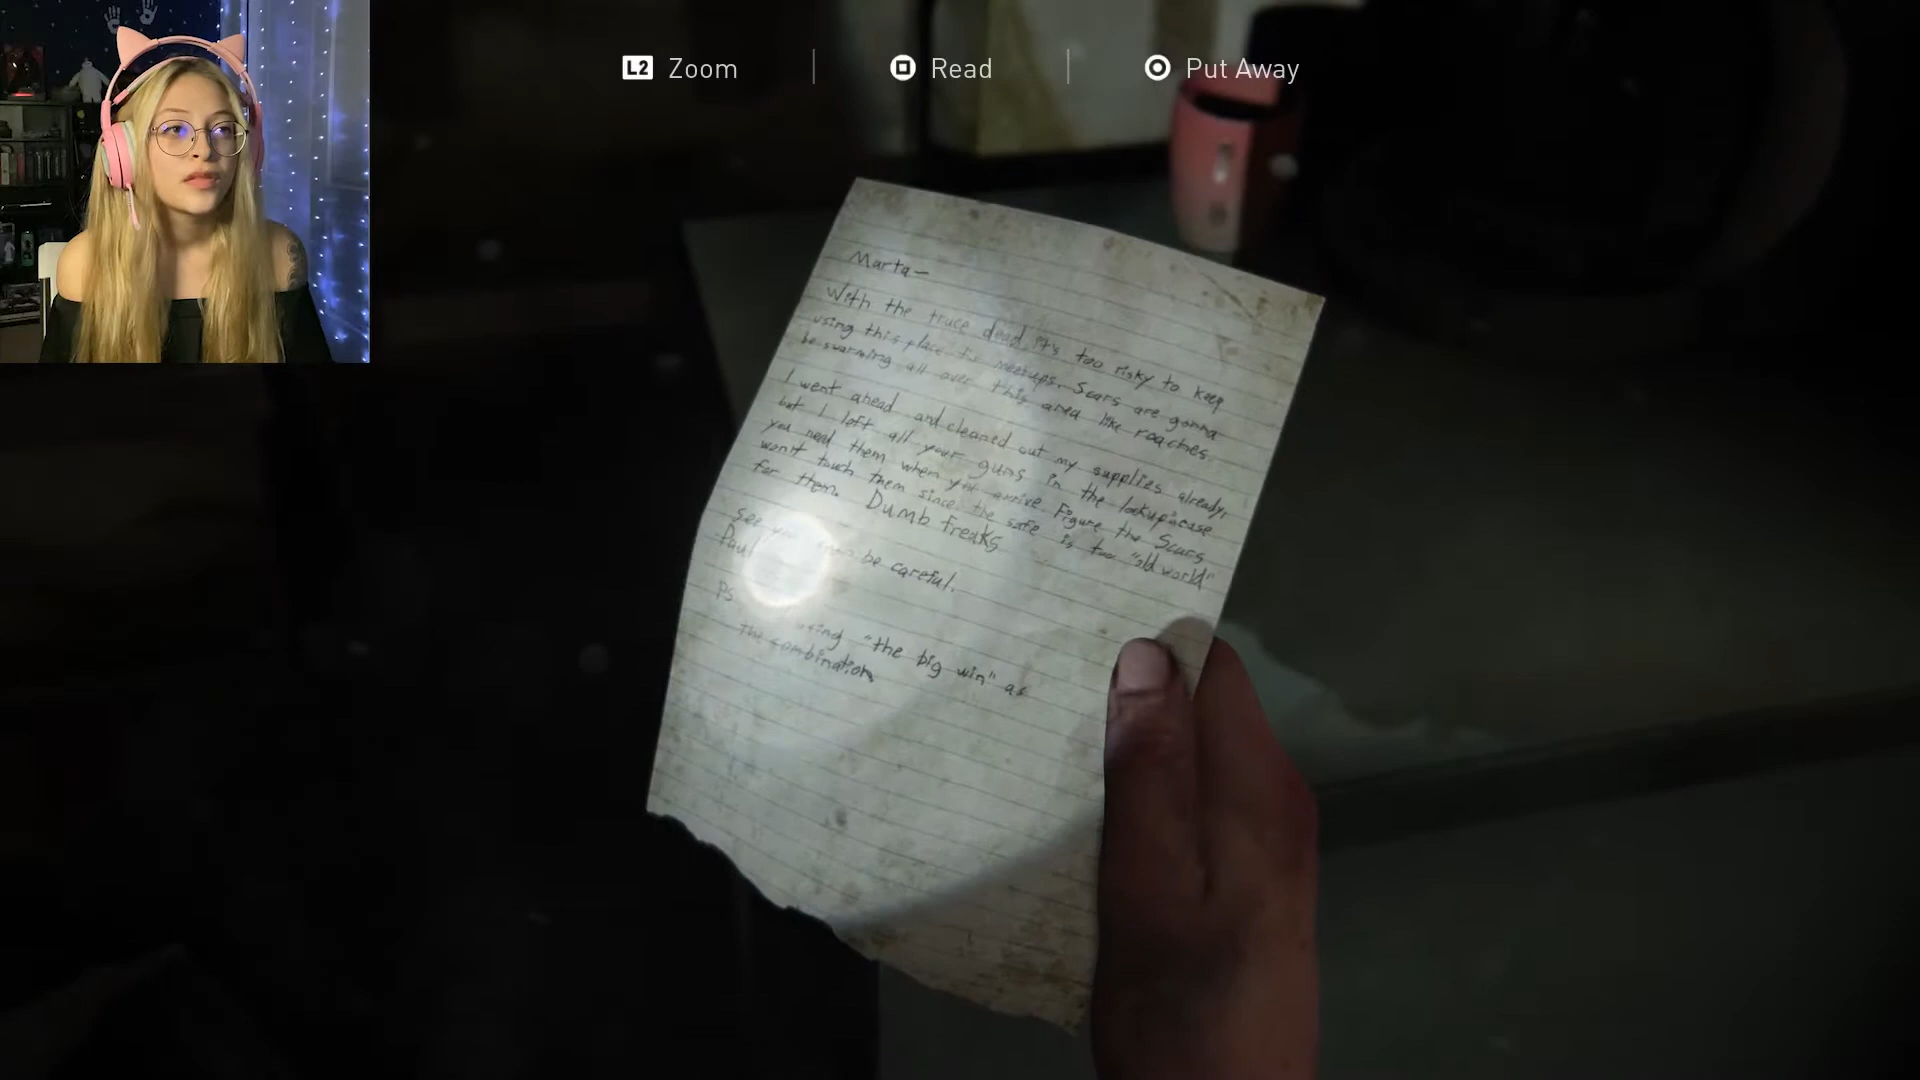 L2 Zoom
Read
Put Away
Marta-
With the truce dead, it's too risky to keep
using this place for meetups. Scars are gonna
be swarming all over this area like roaches
I went ahead and cleaned out my supplies already,
but I left all your guns in the lockup in case
you need them when you arrive. Figure the Scars
won't touch them since the safe is too "old world"
for them. Dumb freaks
See you be careful.
Paul
PS
using "the big win" as
the combination